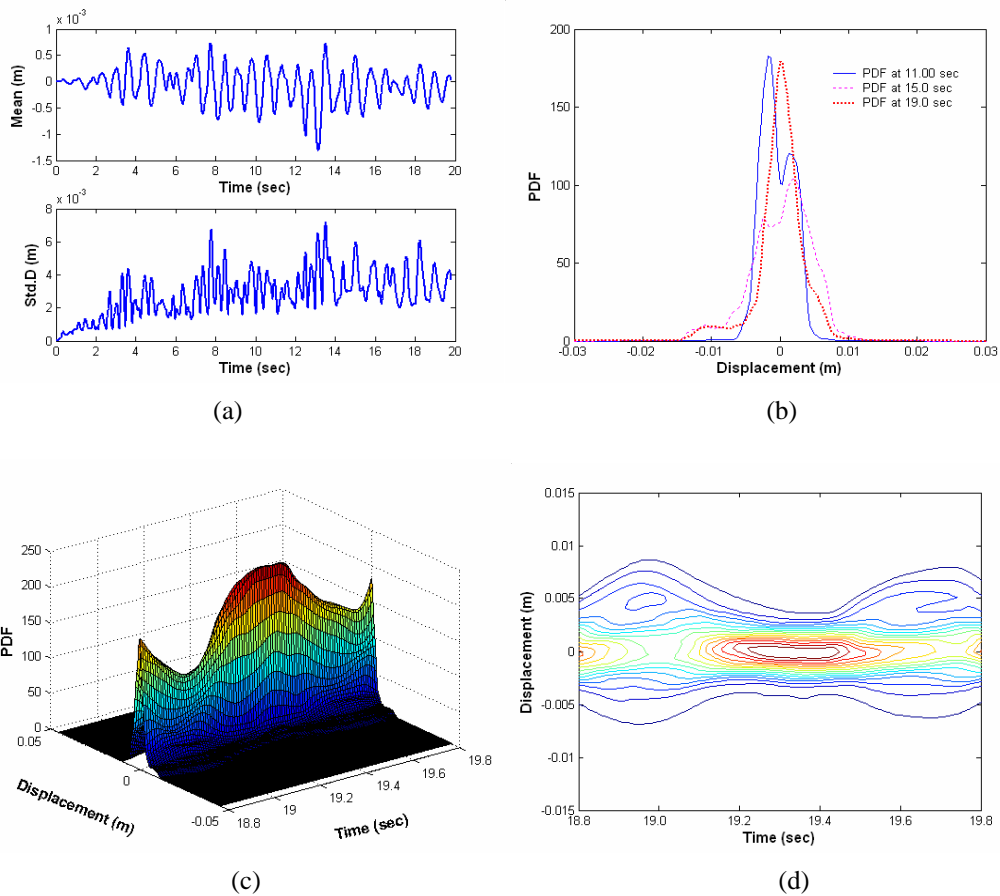 x 10⁻³
1
0.5
0
-0.5
-1
-1.5
Mean (m)
0 2 4 6 8 10 12 14 16 18 20
Time (sec)
x 10⁻³
8
6
4
2
0
Std.D (m)
0 2 4 6 8 10 12 14 16 18 20
Time (sec)
(a)
200
150
100
50
0
PDF
PDF at 11.00 sec
PDF at 15.0 sec
PDF at 19.0 sec
-0.03 -0.02 -0.01 0 0.01 0.02 0.03
Displacement (m)
(b)
250
200
150
100
50
0
PDF
0.05
0
-0.05
Displacement (m)
18.8
19
19.2
19.4
19.6
19.8
Time (sec)
(c)
0.015
0.01
0.005
0
-0.005
-0.01
-0.015
Displacement (m)
18.8 19.0 19.2 19.4 19.6 19.8
Time (sec)
(d)